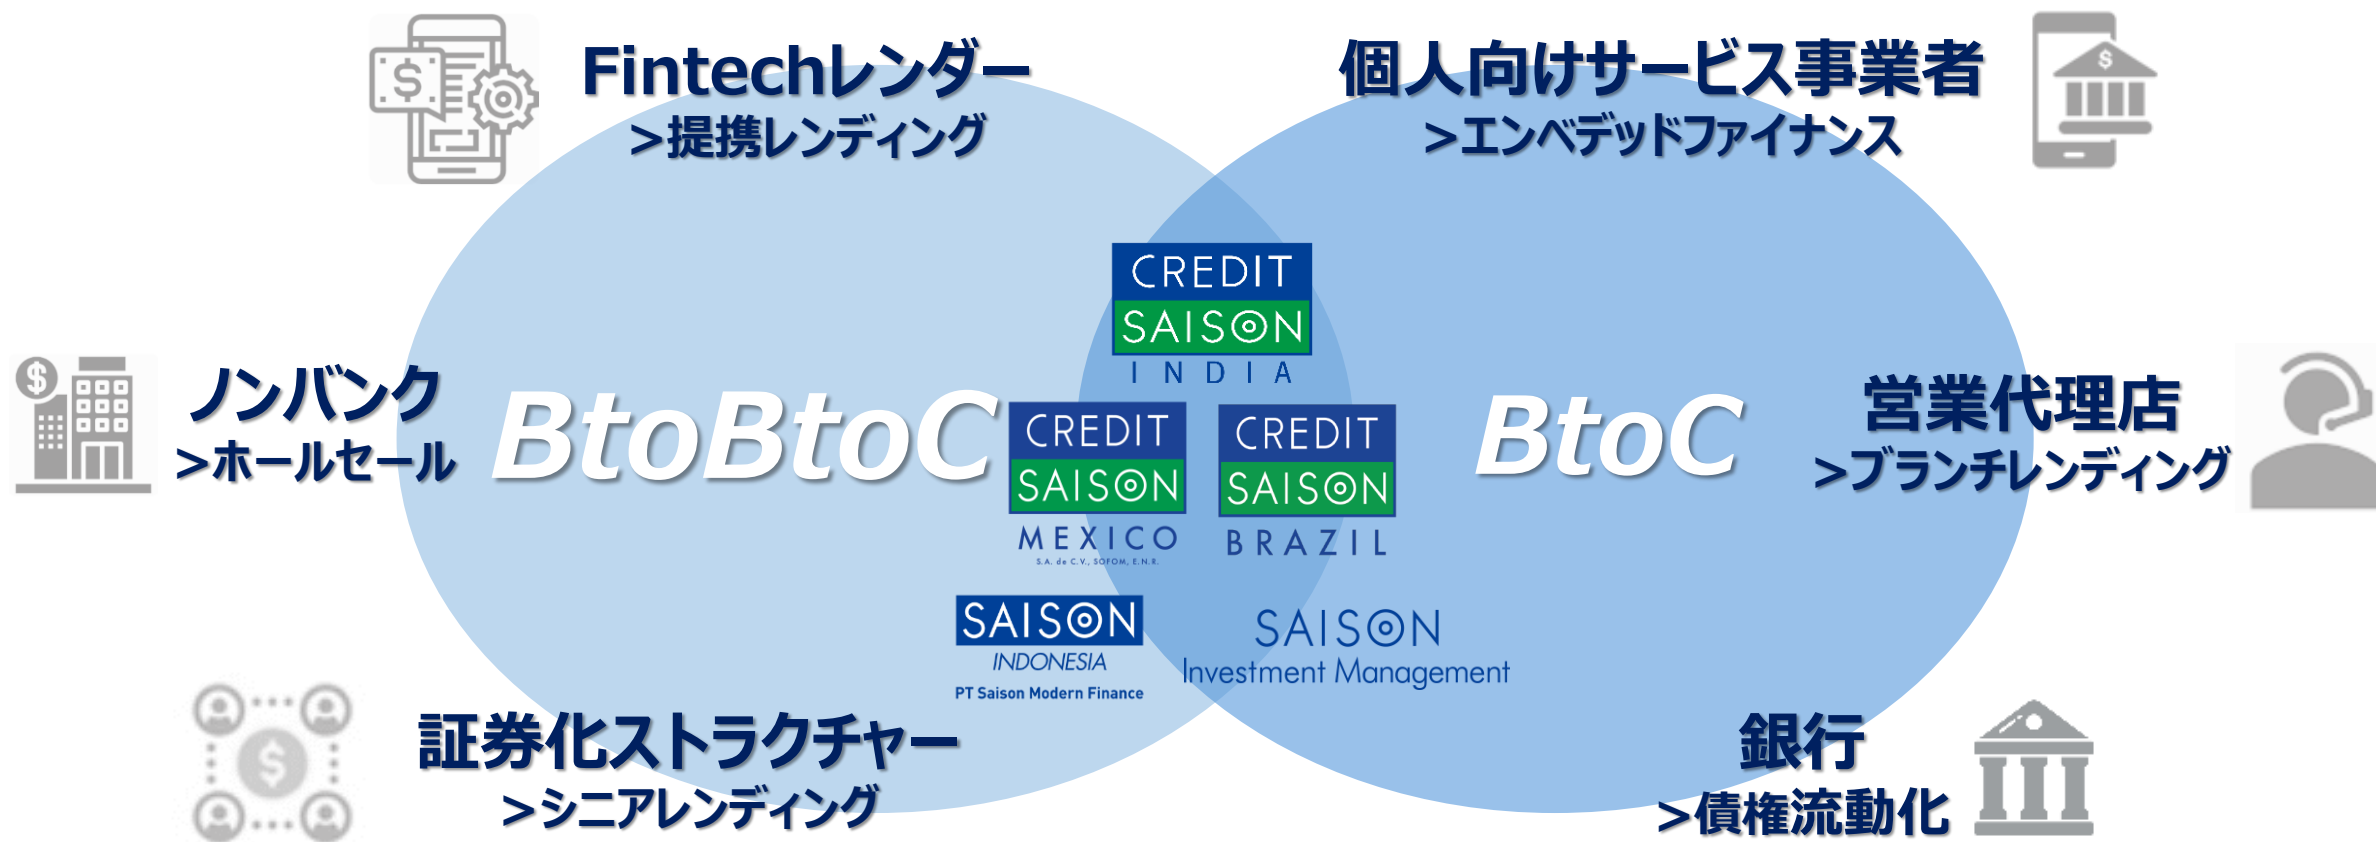 Fintechレンダー
>提携レンディング
個人向けサービス事業者
>エンベデッドファイナンス
ノンバンク
>ホールセール
BtoBtoC
CREDIT
SAISON
INDIA
CREDIT
SAISON
MEXICO
S.A. de C.V., SOFOM, E.N.R.
CREDIT
SAISON
BRAZIL
SAISON
INDONESIA
PT Saison Modern Finance
SAISON
Investment Management
BtoC
営業代理店
>ブランチレンディング
証券化ストラクチャー
>シニアレンディング
銀行
>債権流動化